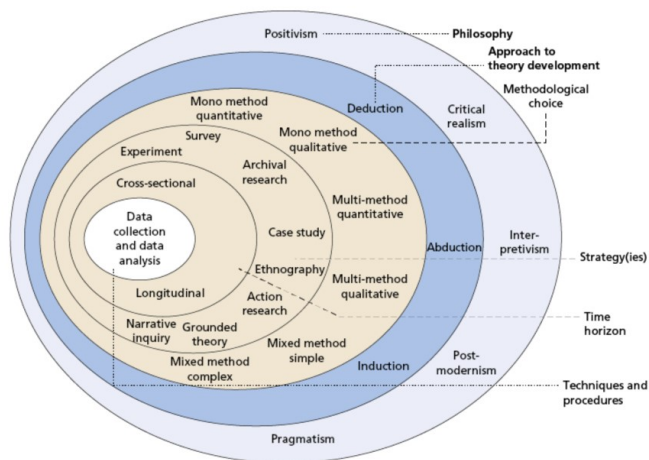 Positivism
Philosophy
Approach to
theory development
Methodological
choice
Deduction
Critical
realism
Mono method
quantitative
Mono method
qualitative
Survey
Experiment
Archival
research
Cross-sectional
Multi-method
quantitative
Data
collection
and data
analysis
Case study
Abduction
Inter-
pretivism
Strategy(ies)
Ethnography
Multi-method
qualitative
Longitudinal
Action
research
Time
horizon
Narrative
inquiry
Grounded
theory
Mixed method
simple
Mixed method
complex
Induction
Post-
modernism
Techniques and
procedures
Pragmatism